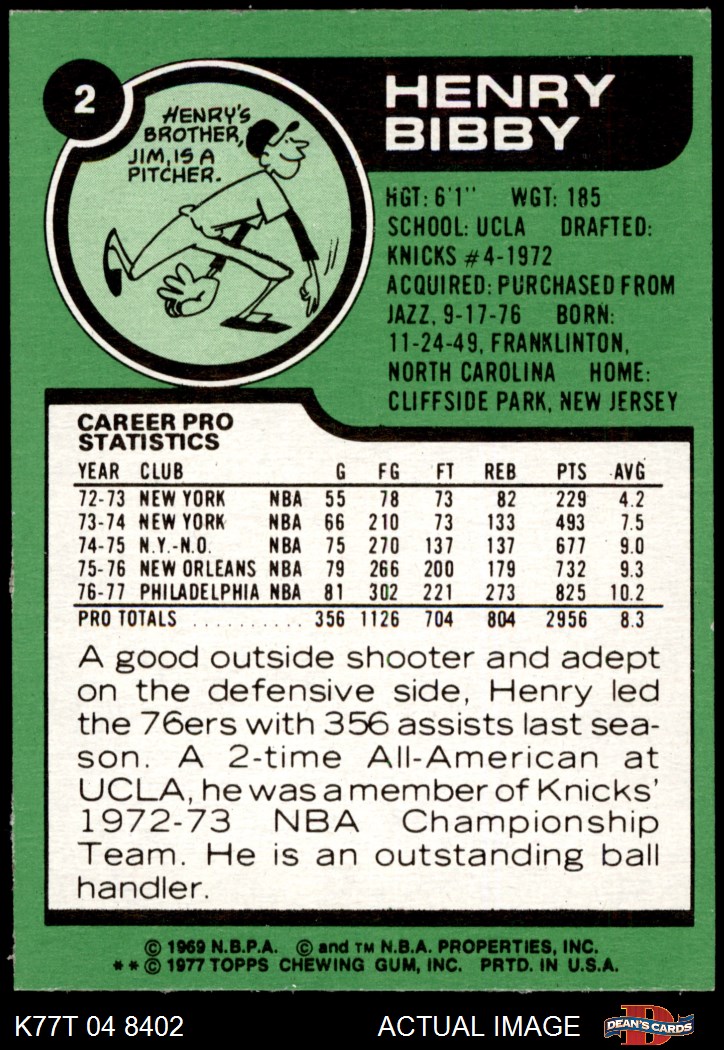 2
HENRY'S
BROTHER,
JIM, IS A
PITCHER.
HENRY
BIBBY
HGT: 6'1" WGT: 185
SCHOOL: UCLA DRAFTED:
KNICKS #4-1972
ACQUIRED: PURCHASED FROM
JAZZ, 9-17-76 BORN:
11-24-49, FRANKLINTON,
NORTH CAROLINA HOME:
CLIFFSIDE PARK, NEW JERSEY
CAREER PRO
STATISTICS
YEAR CLUB G FG FT REB PTS AVG
72-73 NEW YORK NBA 55 78 73 82 229 4.2
73-74 NEW YORK NBA 66 210 73 133 493 7.5
74-75 N.Y.-N.O. NBA 75 270 137 137 677 9.0
75-76 NEW ORLEANS NBA 79 266 200 179 732 9.3
76-77 PHILADELPHIA NBA 81 302 221 273 825 10.2
PRO TOTALS .......... 356 1126 704 804 2956 8.3
A good outside shooter and adept
on the defensive side, Henry led
the 76ers with 356 assists last sea-
son. A 2-time All-American at
UCLA, he was a member of Knicks'
1972-73 NBA Championship
Team. He is an outstanding ball
handler.
© 1969 N.B.P.A. © and TM N.B.A. PROPERTIES, INC.
** © 1977 TOPPS CHEWING GUM, INC. PRTD. IN U.S.A.
K77T 04 8402 ACTUAL IMAGE
D
DEAN'S CARDS